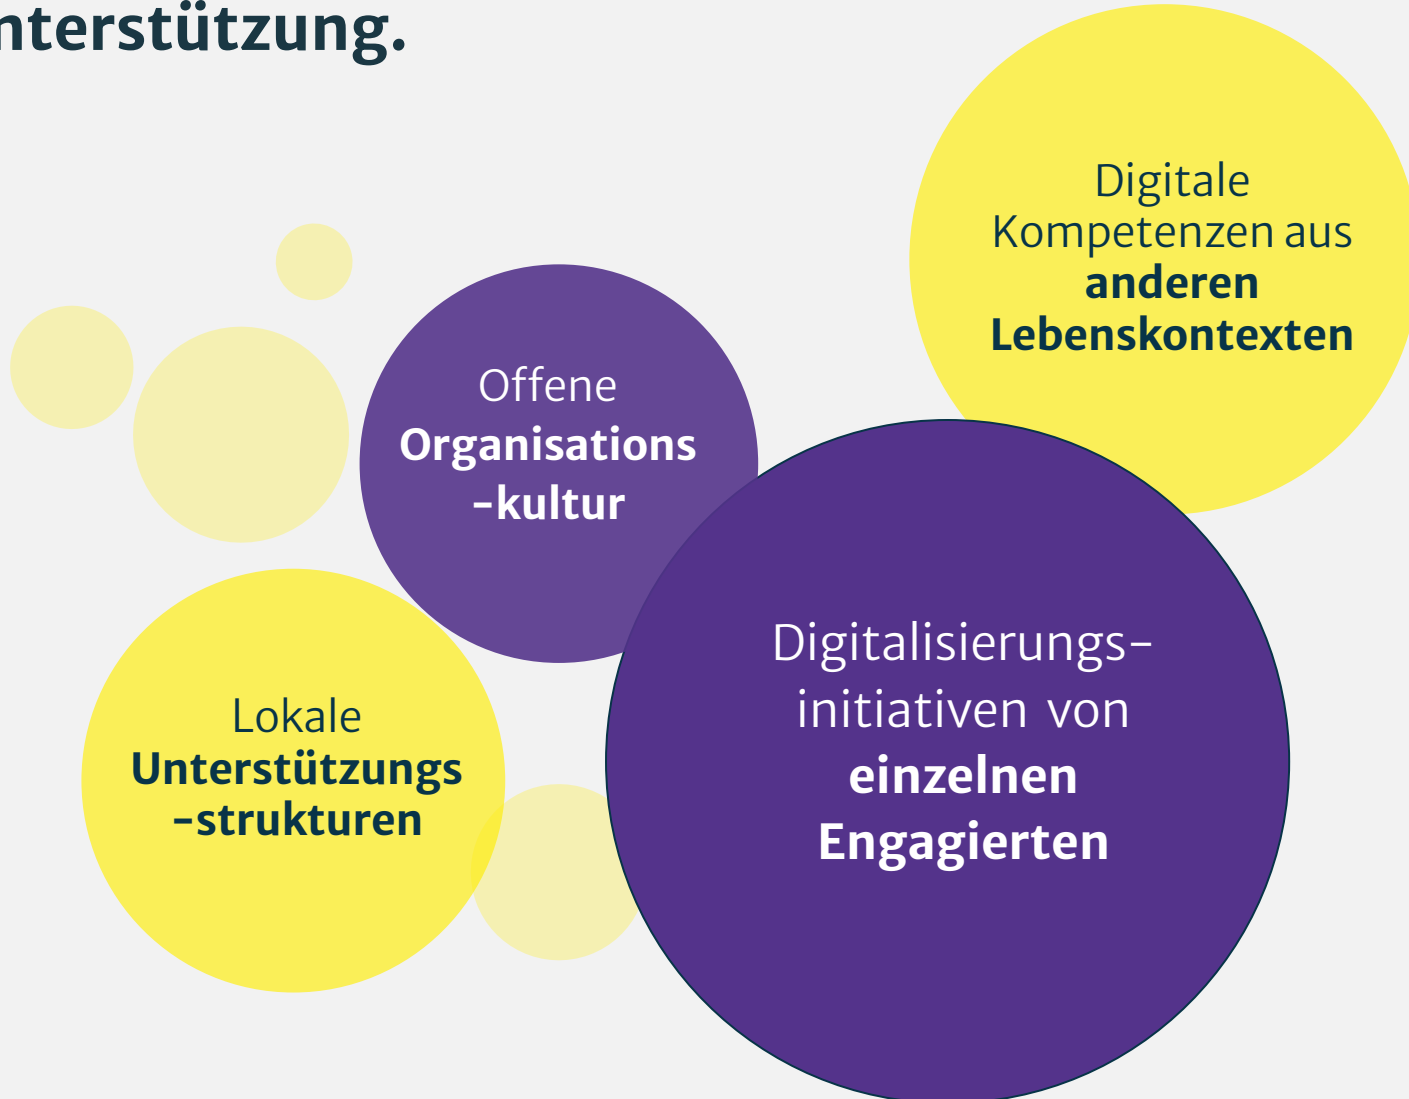 nterstützung.
Digitale
Kompetenzen aus
anderen
Lebenskontexten
Offene
Organisations
-kultur
Digitalisierungs-
initiativen von
einzelnen
Engagierten
Lokale
Unterstützungs
-strukturen